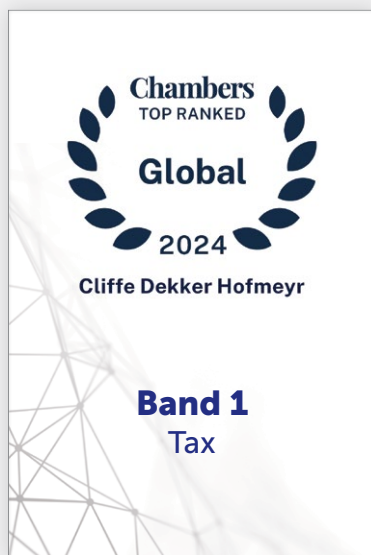 Chambers
TOP RANKED
Global
2024
Cliffe Dekker Hofmeyr
Band 1
Tax